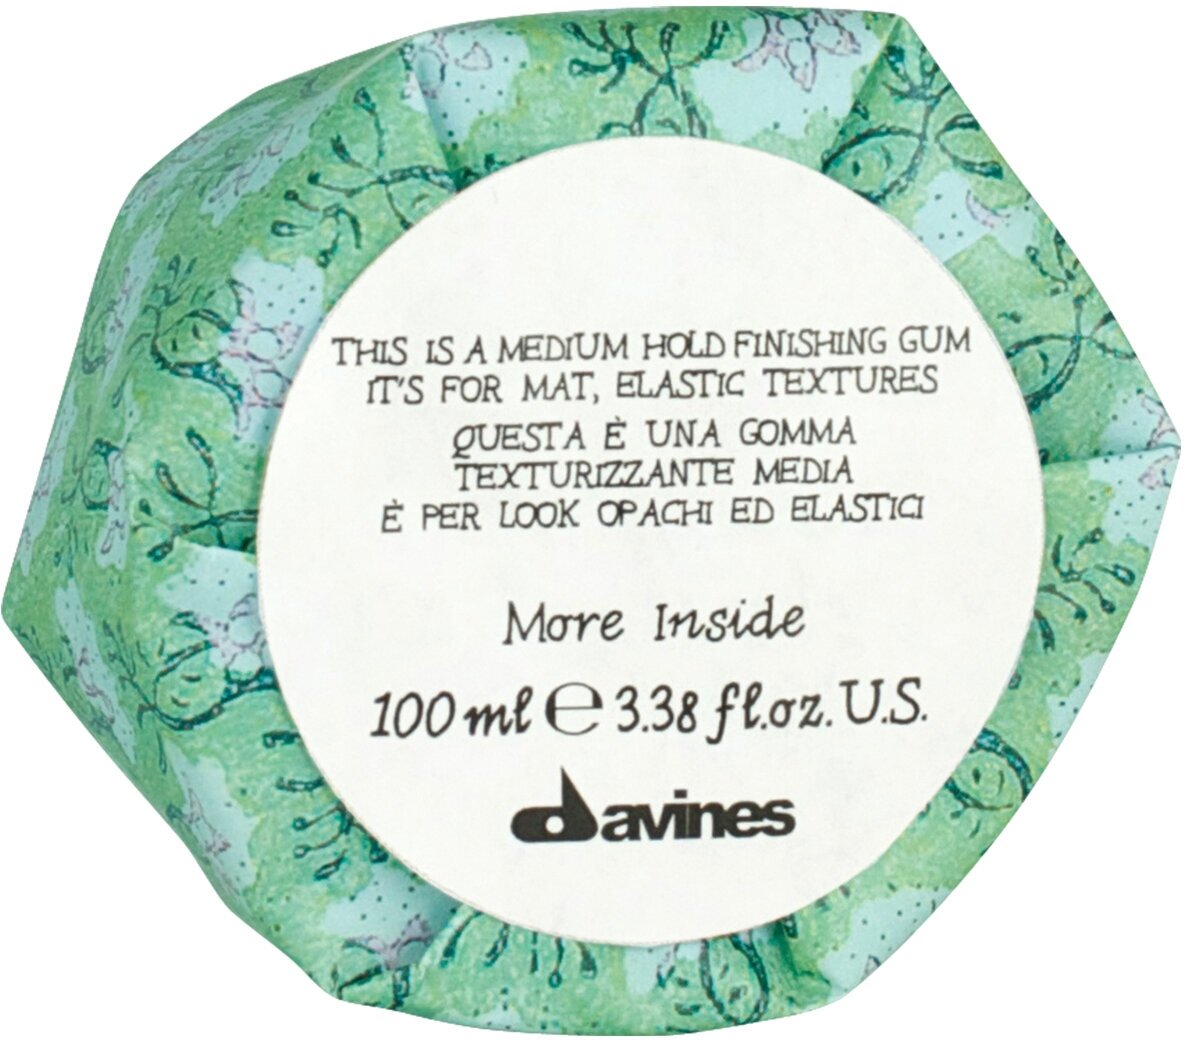 THIS IS A MEDIUM HOLD FINISHING GUM
IT'S FOR MAT, ELASTIC TEXTURES
QUESTA È UNA GOMMA
TEXTURIZZANTE MEDIA
È PER LOOK OPACHI ED ELASTICI
More Inside
100 ml ℮ 3.38 fl.oz. U.S.
davines